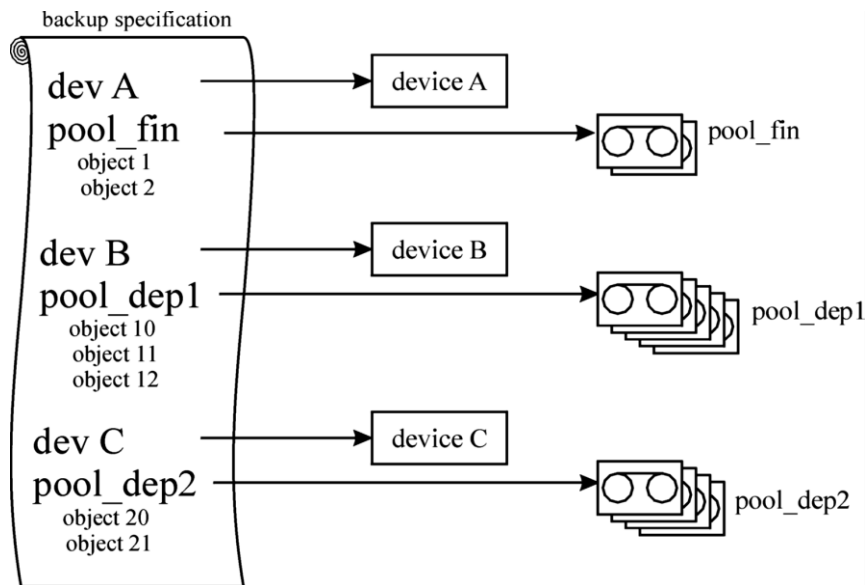 backup specification
dev A
device A
pool_fin
pool_fin
object 1
object 2
dev B
device B
pool_dep1
pool_dep1
object 10
object 11
object 12
dev C
device C
pool_dep2
pool_dep2
object 20
object 21